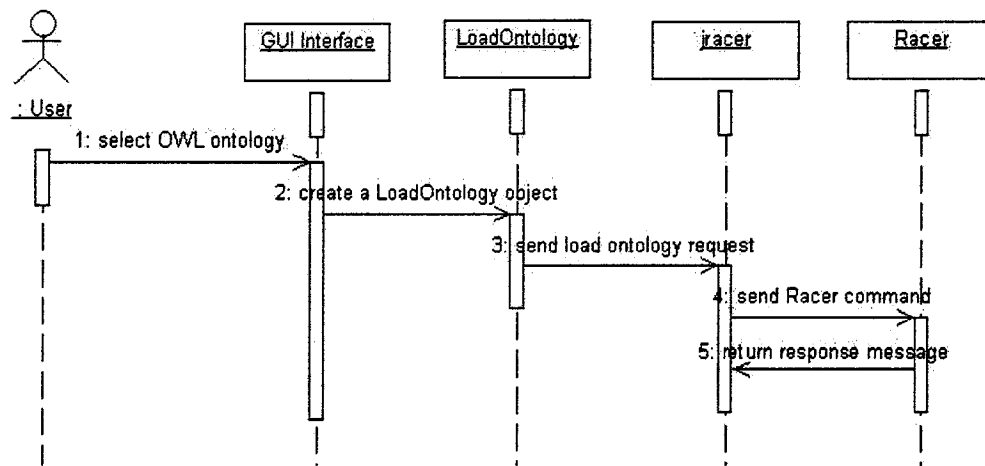 GUI Interface
LoadOntology
jracer
Racer
: User
1: select OWL ontology
2: create a LoadOntology object
3: send load ontology request
4: send Racer command
5: return response message